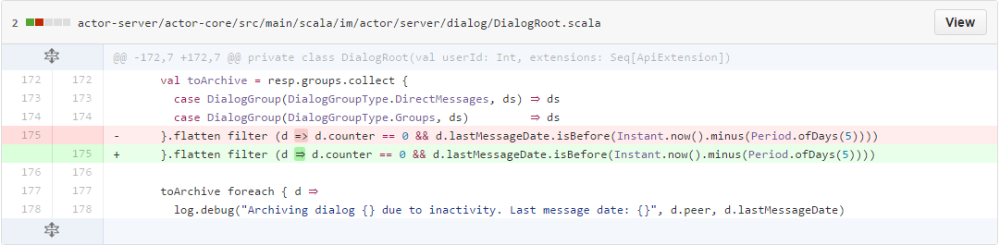 2 actor-server/actor-core/src/main/scala/im/actor/server/dialog/DialogRoot.scala View
@@ -172,7 +172,7 @@ private class DialogRoot(val userId: Int, extensions: Seq[ApiExtension])
172 172 val toArchive = resp.groups.collect {
173 173 case DialogGroup(DialogGroupType.DirectMessages, ds) ⇒ ds
174 174 case DialogGroup(DialogGroupType.Groups, ds) ⇒ ds
175 - }.flatten filter (d => d.counter == 0 && d.lastMessageDate.isBefore(Instant.now().minus(Period.ofDays(5))))
175 + }.flatten filter (d ⇒ d.counter == 0 && d.lastMessageDate.isBefore(Instant.now().minus(Period.ofDays(5))))
176 176
177 177 toArchive foreach { d ⇒
178 178 log.debug("Archiving dialog {} due to inactivity. Last message date: {}", d.peer, d.lastMessageDate)